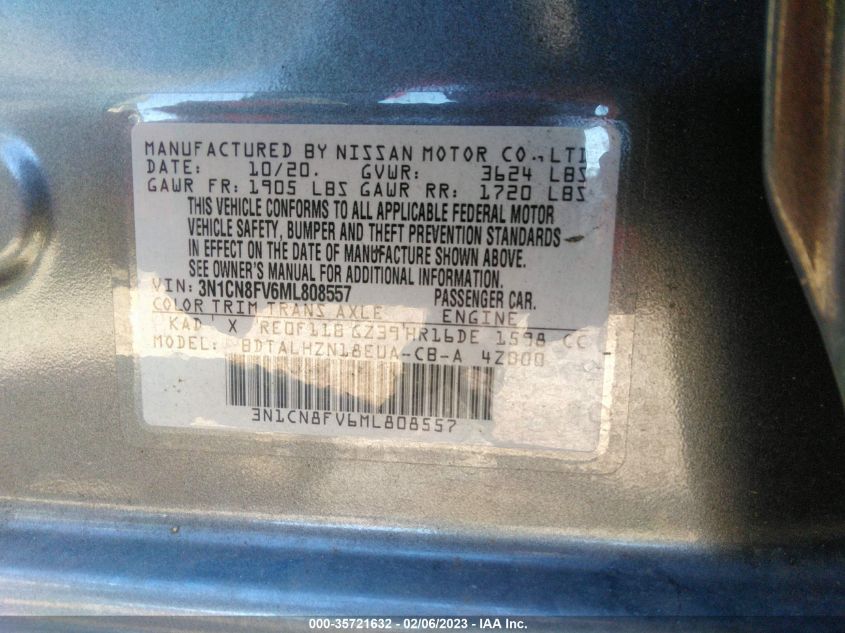 MANUFACTURED BY NISSAN MOTOR CO., LTD
DATE: 10/20. GVWR: 3624 LBS
GAWR FR: 1905 LBS GAWR RR: 1720 LBS
THIS VEHICLE CONFORMS TO ALL APPLICABLE FEDERAL MOTOR
VEHICLE SAFETY, BUMPER AND THEFT PREVENTION STANDARDS
IN EFFECT ON THE DATE OF MANUFACTURE SHOWN ABOVE.
SEE OWNER'S MANUAL FOR ADDITIONAL INFORMATION.
VIN: 3N1CN8FV6ML808557 PASSENGER CAR.
COLOR TRIM TRANS AXLE ENGINE
KAD X RE0F11B 6Z39 HR16DE 1598 CC
MODEL: BDTALHZN18EUA-CB-A 4ZB00
3N1CN8FV6ML808557
000-35721632 - 02/06/2023 - IAA Inc.